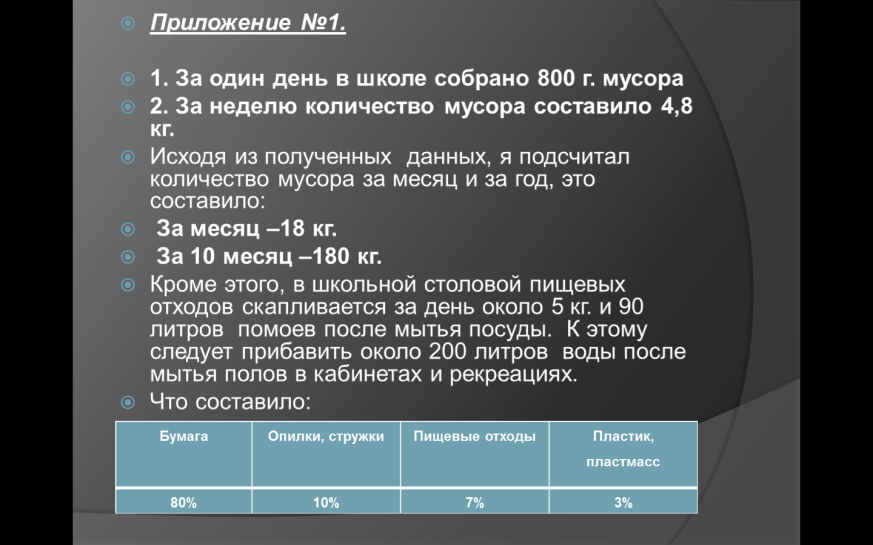 Приложение №1.
1. За один день в школе собрано 800 г. мусора
2. За неделю количество мусора составило 4,8
кг.
Исходя из полученных данных, я подсчитал
количество мусора за месяц и за год, это
составило:
За месяц –18 кг.
За 10 месяц –180 кг.
Кроме этого, в школьной столовой пищевых
отходов скапливается за день около 5 кг. и 90
литров помоев после мытья посуды. К этому
следует прибавить около 200 литров воды после
мытья полов в кабинетах и рекреациях.
Что составило:
Бумага Опилки, стружки Пищевые отходы Пластик,
пластмасс
80% 10% 7% 3%